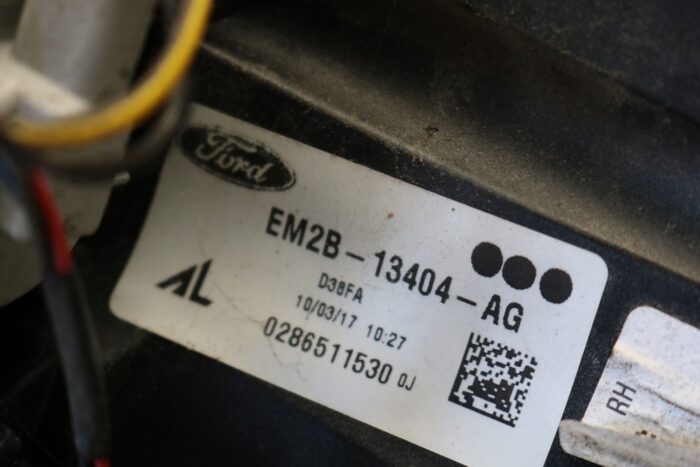 Ford
EM2B-13404-AG
D38FA
10/03/17 10:27
0286511530 0J
AL
RH